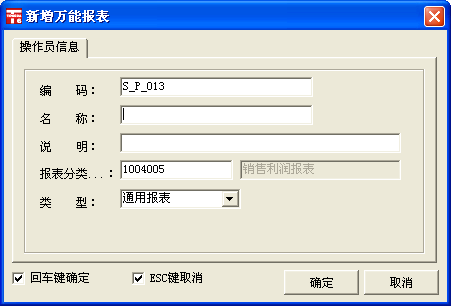 新增万能报表
操作员信息
编 码： S_P_013
名 称：
说 明：
报表分类...： 1004005 销售利润报表
类 型： 通用报表
回车键确定 ESC键取消 确定 取消